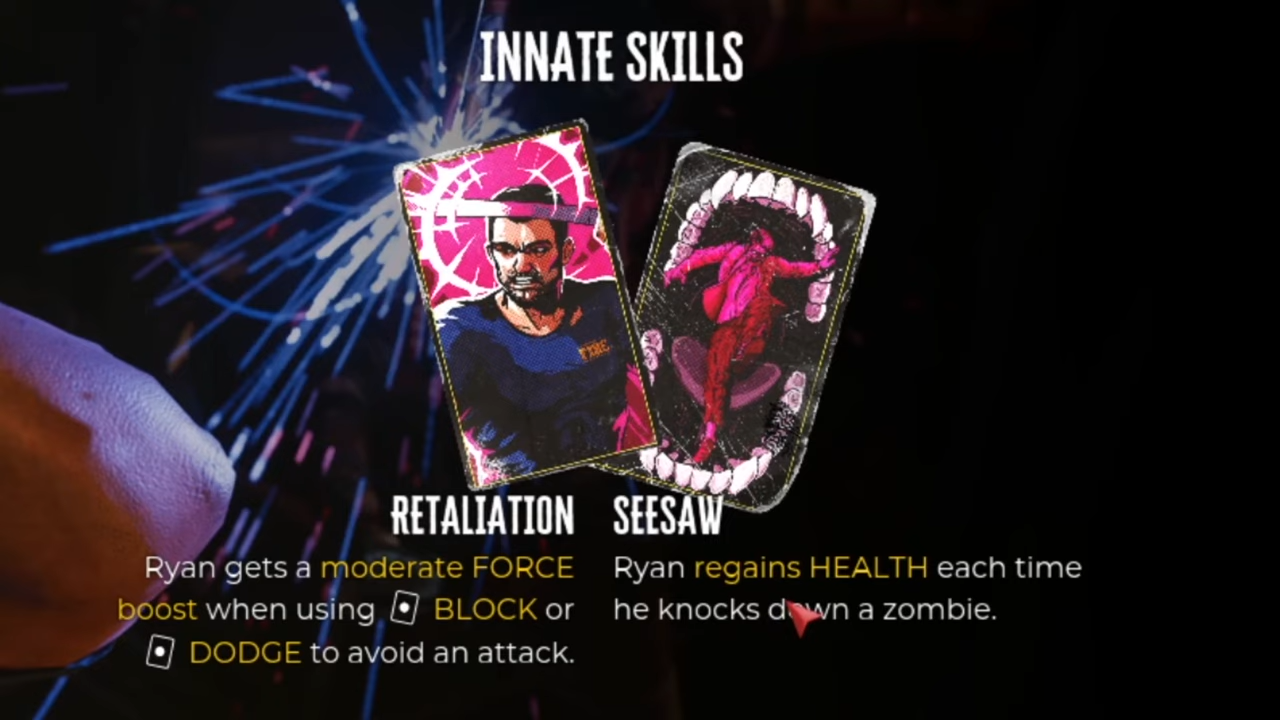 INNATE SKILLS
RETALIATION
Ryan gets a moderate FORCE
boost when using BLOCK or
DODGE to avoid an attack.
SEESAW
Ryan regains HEALTH each time
he knocks down a zombie.